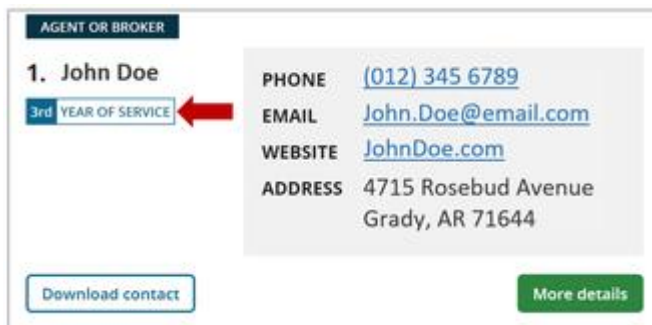 AGENT OR BROKER
1. John Doe
3rd YEAR OF SERVICE
PHONE (012) 345 6789
EMAIL John.Doe@email.com
WEBSITE JohnDoe.com
ADDRESS 4715 Rosebud Avenue
Grady, AR 71644
Download contact
More details